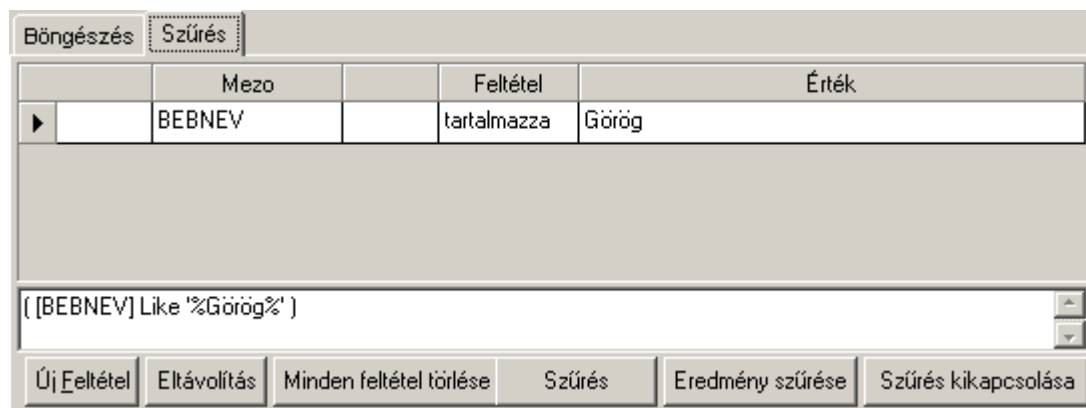 Böngészés Szűrés
Mezo Feltétel Érték
BEBNEV tartalmazza Görög
( [BEBNEV] Like '%Görög%' )
Új Feltétel Eltávolítás Minden feltétel törlése Szűrés Eredmény szűrése Szűrés kikapcsolása